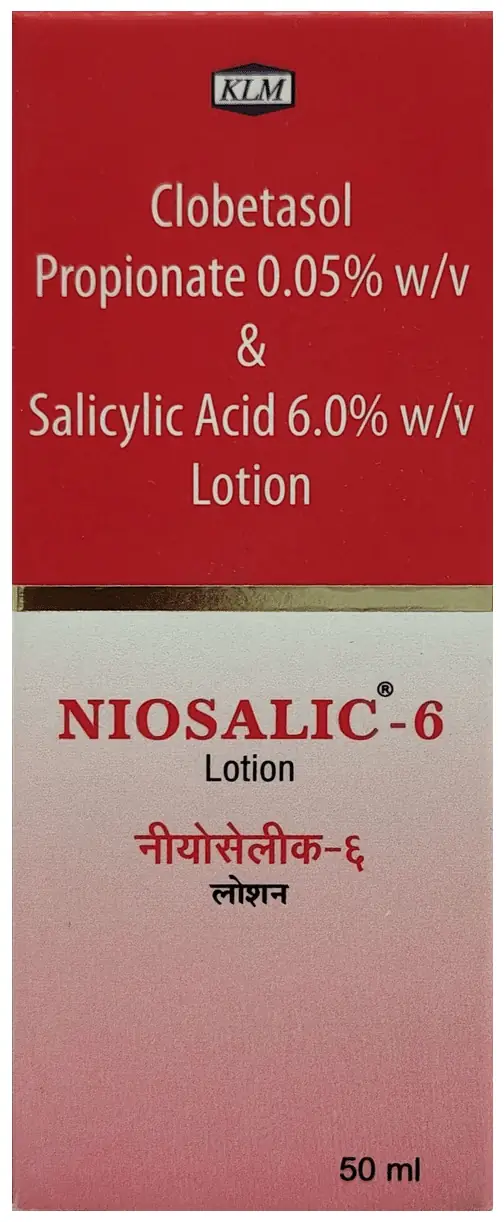 KLM
Clobetasol
Propionate 0.05% w/v
&
Salicylic Acid 6.0% w/v
Lotion
NIOSALIC®-6
Lotion
नीयोसेलीक-६
लोशन
50 ml